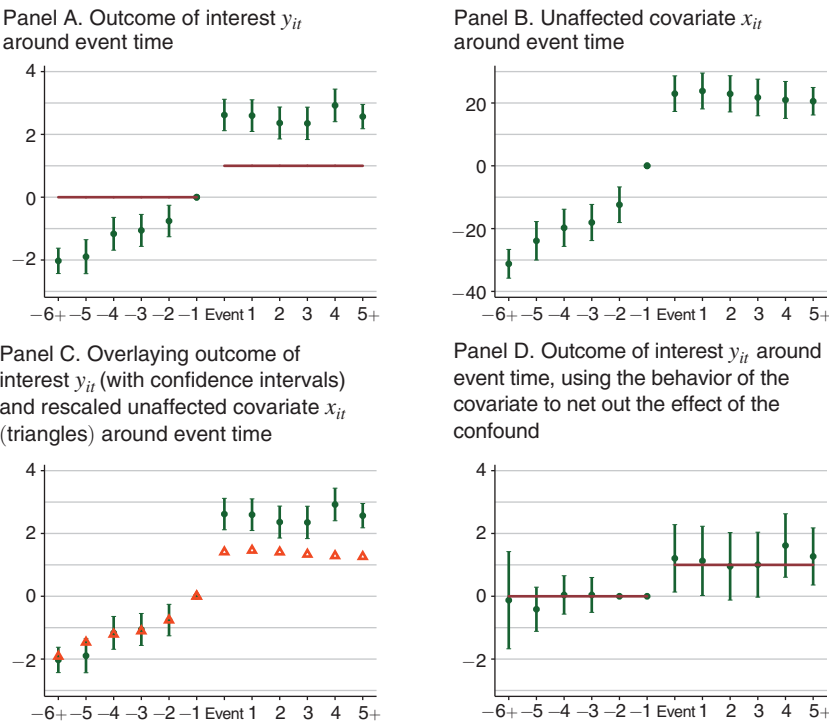 Panel A. Outcome of interest y_it
around event time
4
2
0
−2
−6+ −5 −4 −3 −2 −1 Event 1 2 3 4 5+
Panel B. Unaffected covariate x_it
around event time
20
0
−20
−40
−6+ −5 −4 −3 −2 −1 Event 1 2 3 4 5+
Panel C. Overlaying outcome of
interest y_it (with confidence intervals)
and rescaled unaffected covariate x_it
(triangles) around event time
4
2
0
−2
−6+ −5 −4 −3 −2 −1 Event 1 2 3 4 5+
Panel D. Outcome of interest y_it around
event time, using the behavior of the
covariate to net out the effect of the
confound
4
2
0
−2
−6+ −5 −4 −3 −2 −1 Event 1 2 3 4 5+